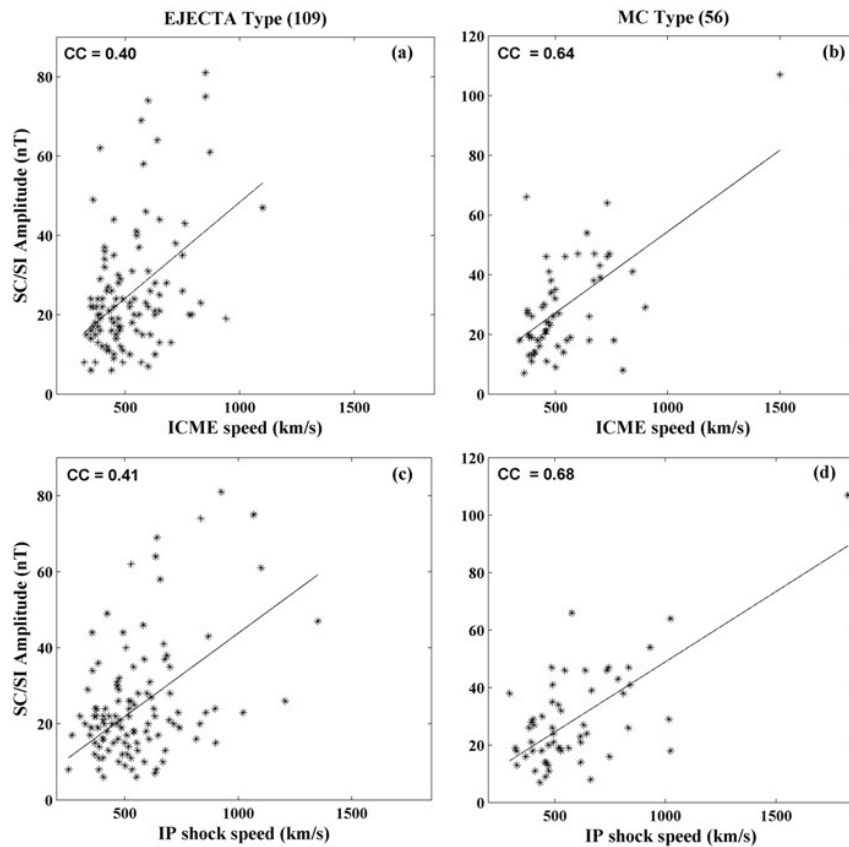 EJECTA Type (109)
MC Type (56)
CC = 0.40
(a)
80
60
40
20
0
SC/SI Amplitude (nT)
500
1000
1500
ICME speed (km/s)
CC = 0.64
(b)
120
100
80
60
40
20
0
500
1000
1500
ICME speed (km/s)
CC = 0.41
(c)
80
60
40
20
0
SC/SI Amplitude (nT)
500
1000
1500
IP shock speed (km/s)
CC = 0.68
(d)
120
100
80
60
40
20
0
500
1000
1500
IP shock speed (km/s)